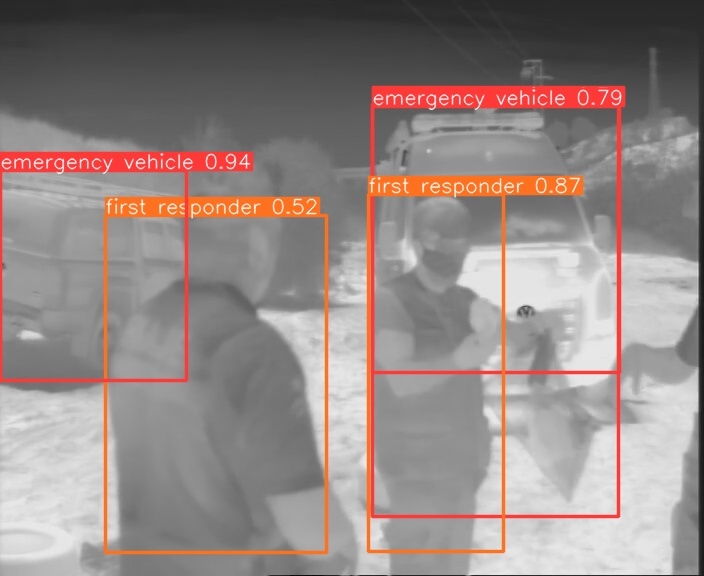 emergency vehicle 0.79
emergency vehicle 0.94
first responder 0.87
first responder 0.52